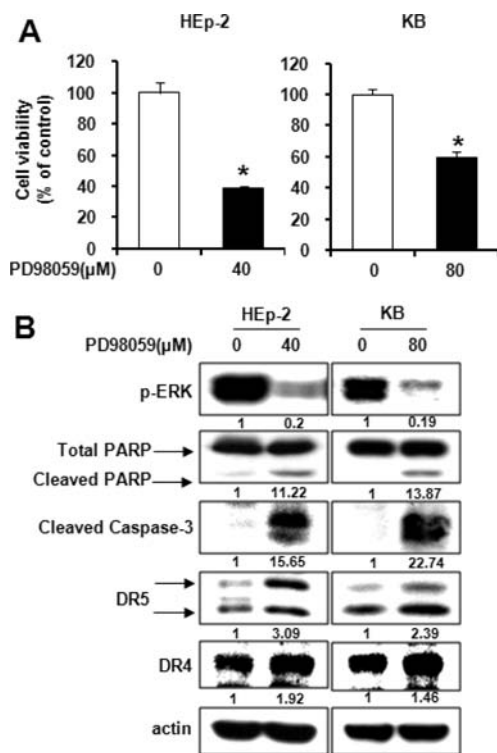 A
HEp-2 KB
Cell viability
(% of control)
120 120
100 100
80 80
60 60
40 40
20 20
0 0
* *
PD98059(μM) 0 40 0 80
B
HEp-2 KB
PD98059(μM) 0 40 0 80
p-ERK
1 0.2 1 0.19
Total PARP
Cleaved PARP
1 11.22 1 13.87
Cleaved Caspase-3
1 15.65 1 22.74
DR5
1 3.09 1 2.39
DR4
1 1.92 1 1.46
actin